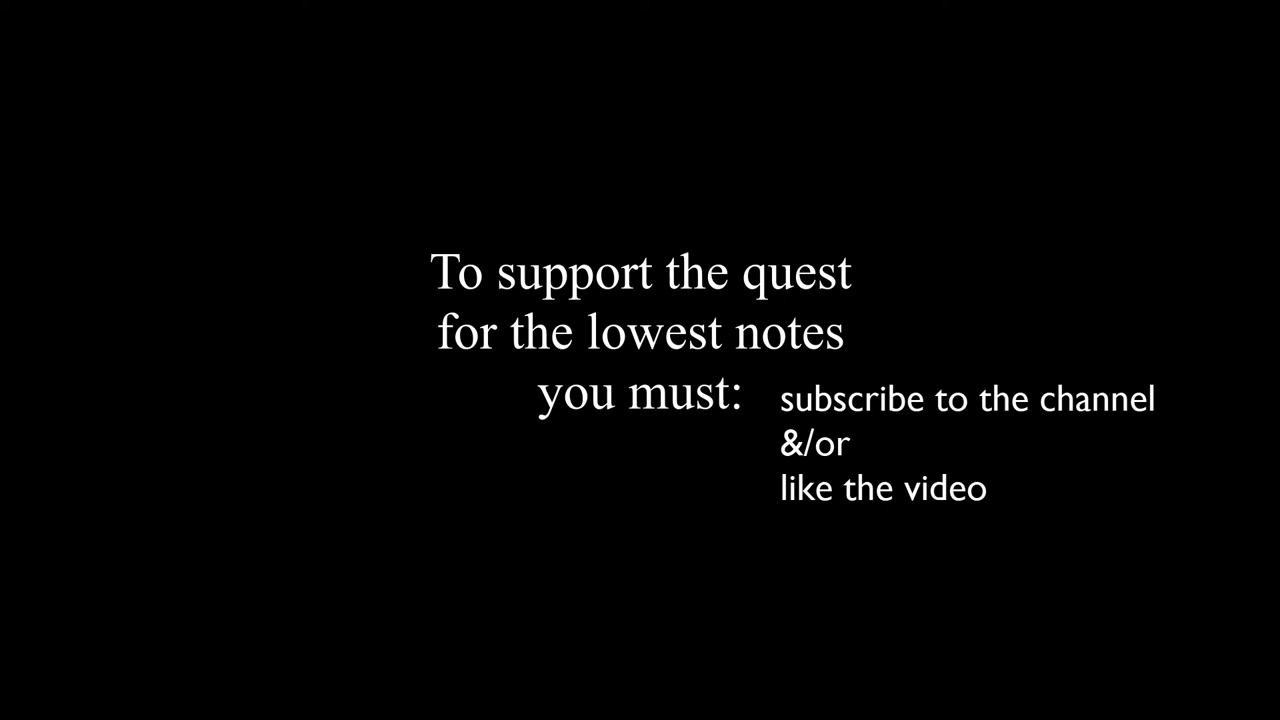 To support the quest
for the lowest notes
you must:
subscribe to the channel
&/or
like the video